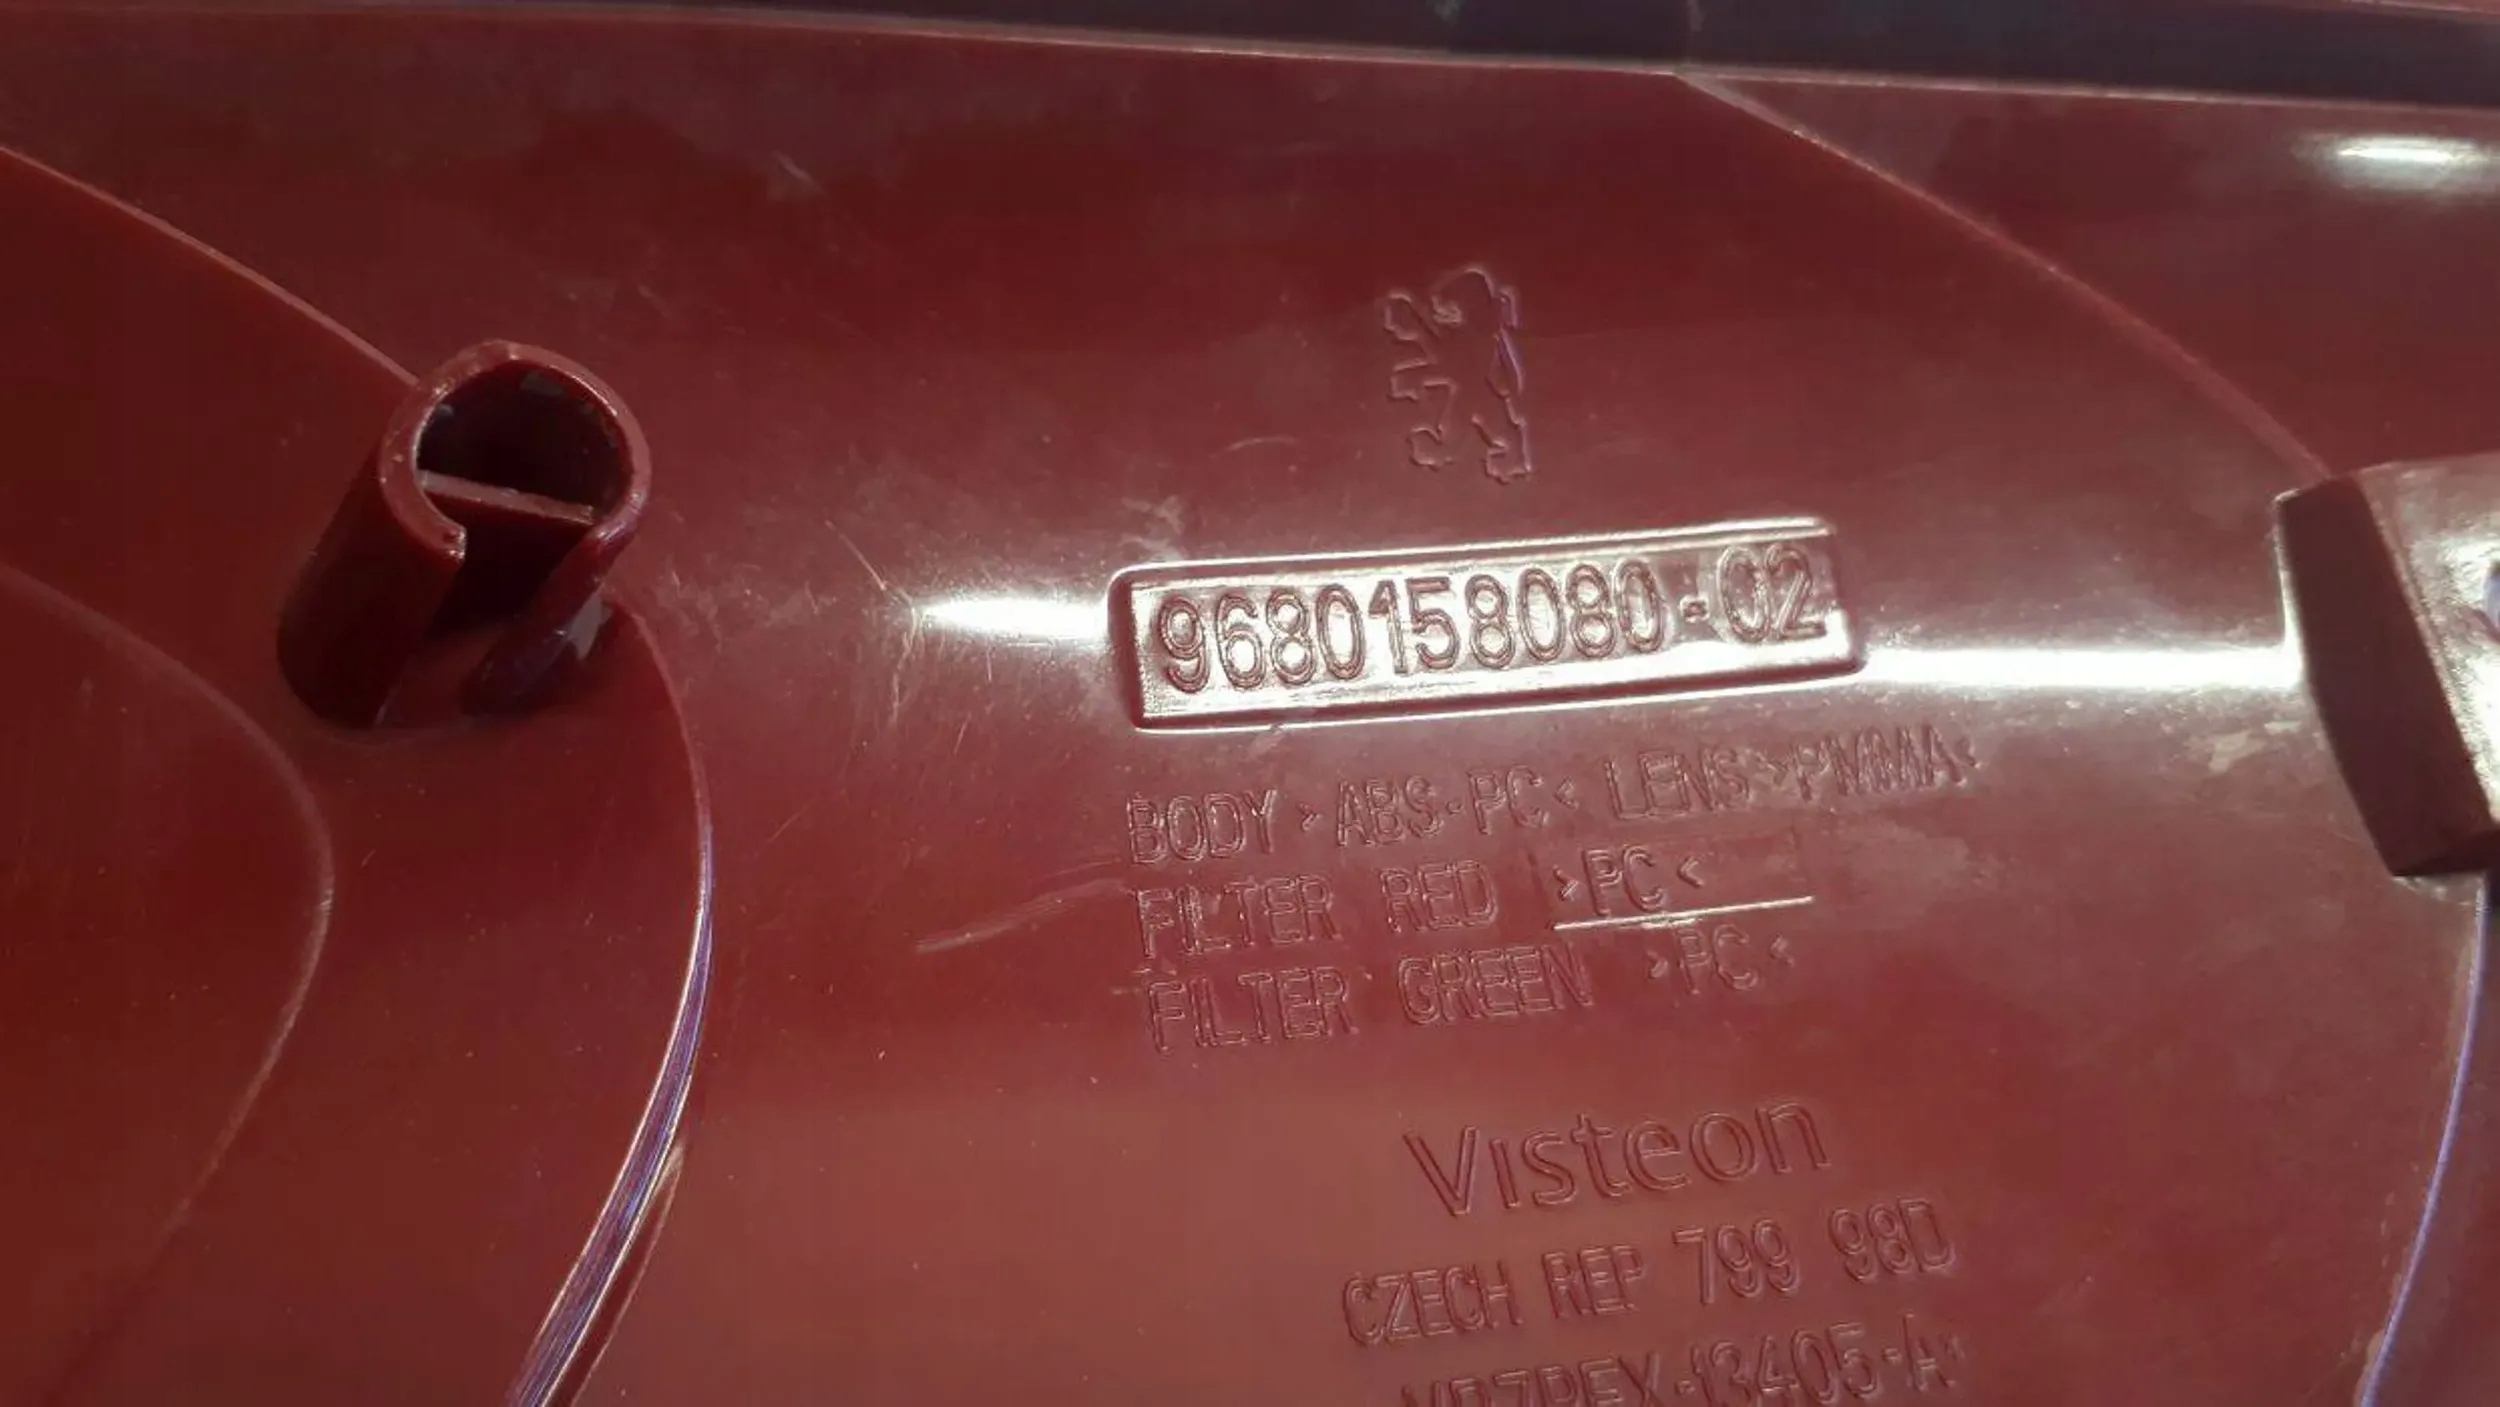 9680158080-02
BODY >ABS-PC< LENS >PMMA<
FILTER RED >PC<
FILTER GREEN >PC<
Visteon
CZECH REP 799 98D